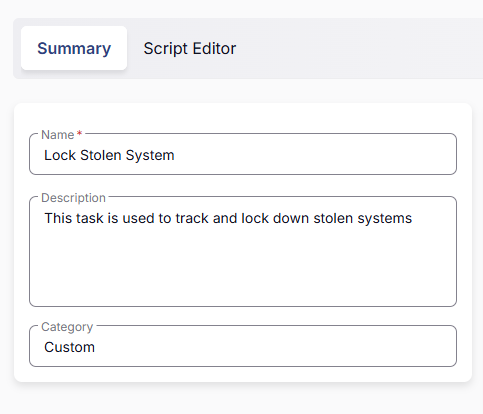 Summary
Script Editor
Name *
Lock Stolen System
Description
This task is used to track and lock down stolen systems
Category
Custom